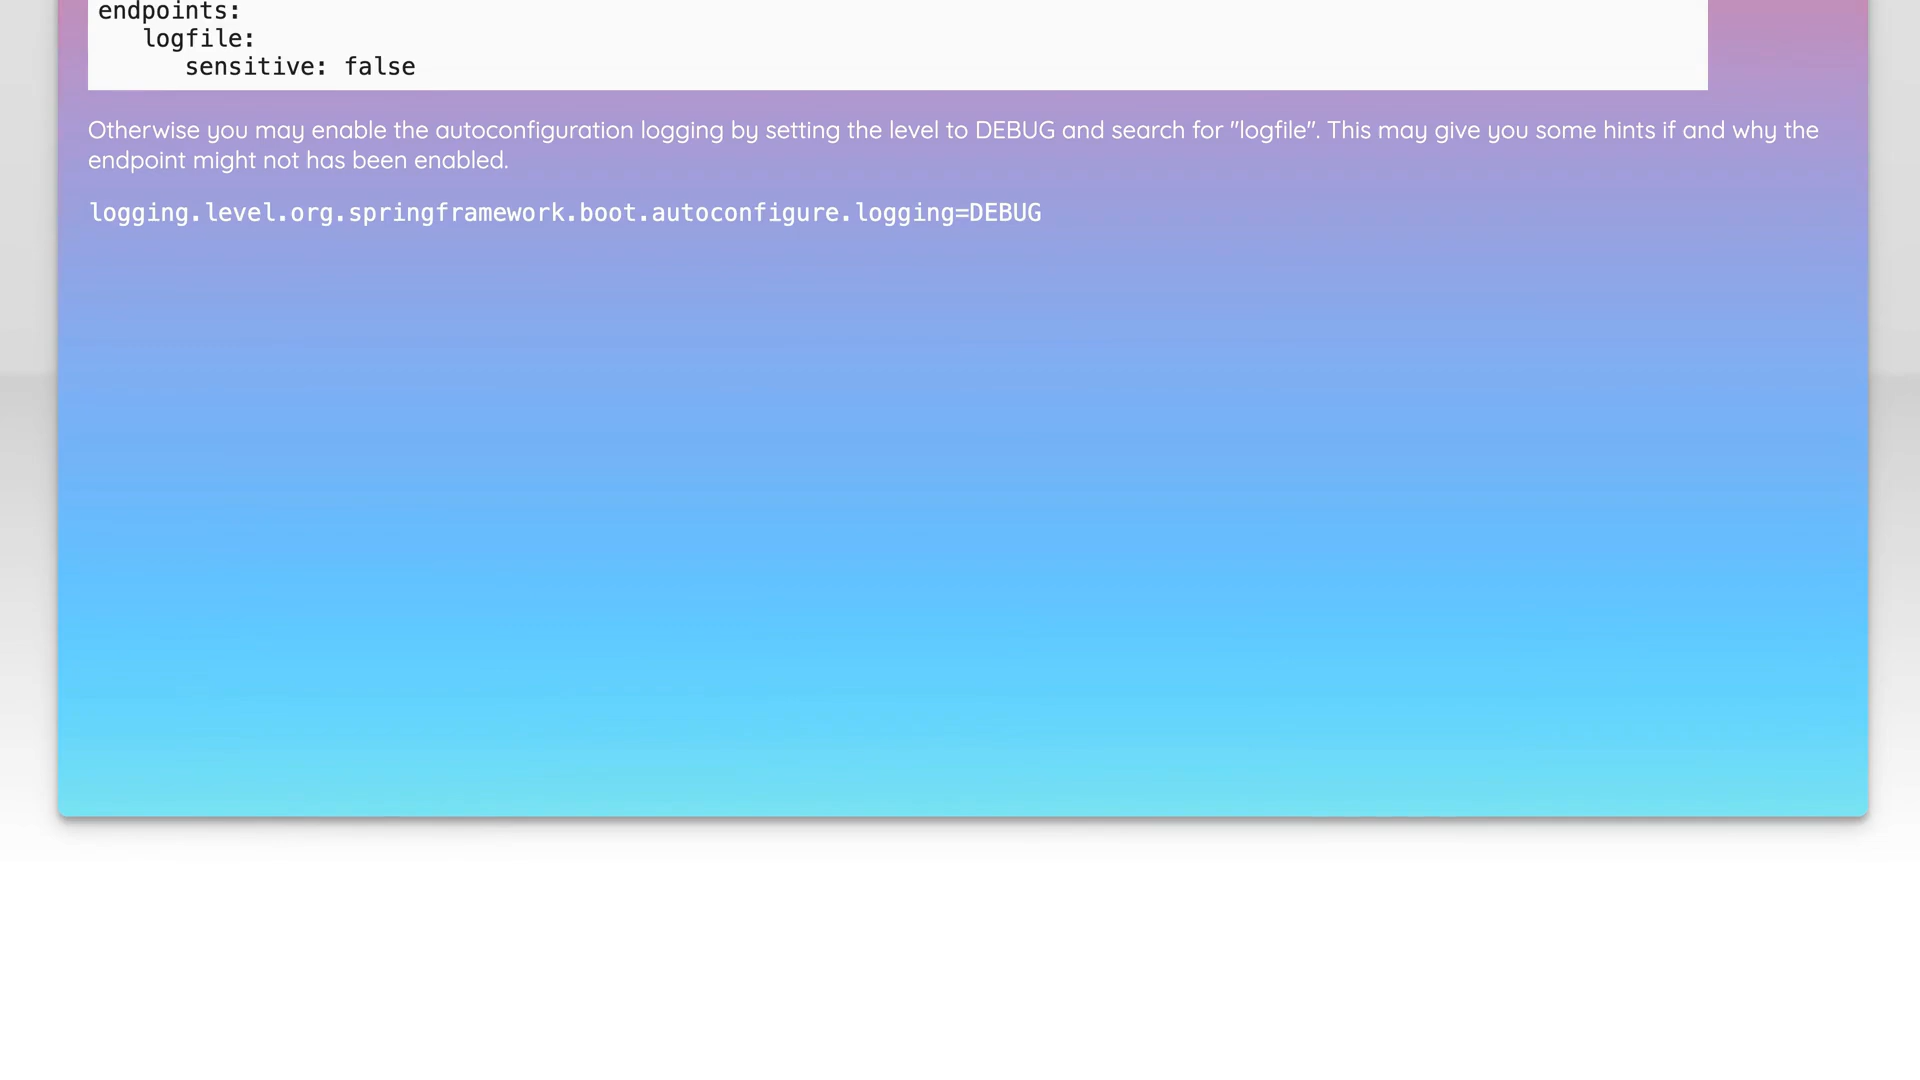 endpoints:
   logfile:
      sensitive: false
Otherwise you may enable the autoconfiguration logging by setting the level to DEBUG and search for "logfile". This may give you some hints if and why the
endpoint might not has been enabled.
logging.level.org.springframework.boot.autoconfigure.logging=DEBUG